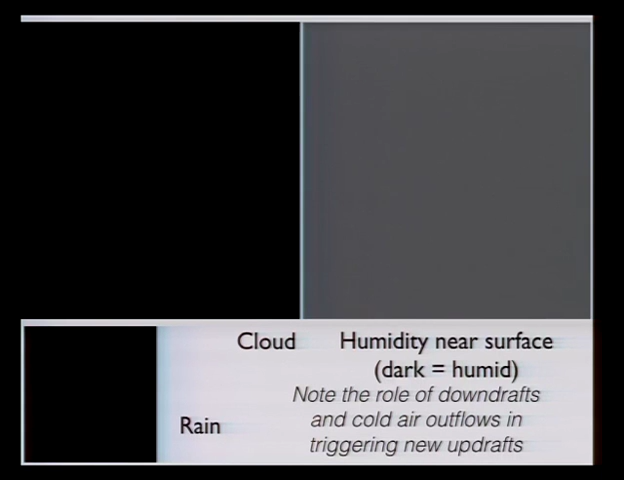 Cloud Humidity near surface
(dark = humid)
Note the role of downdrafts
and cold air outflows in
Rain
triggering new updrafts